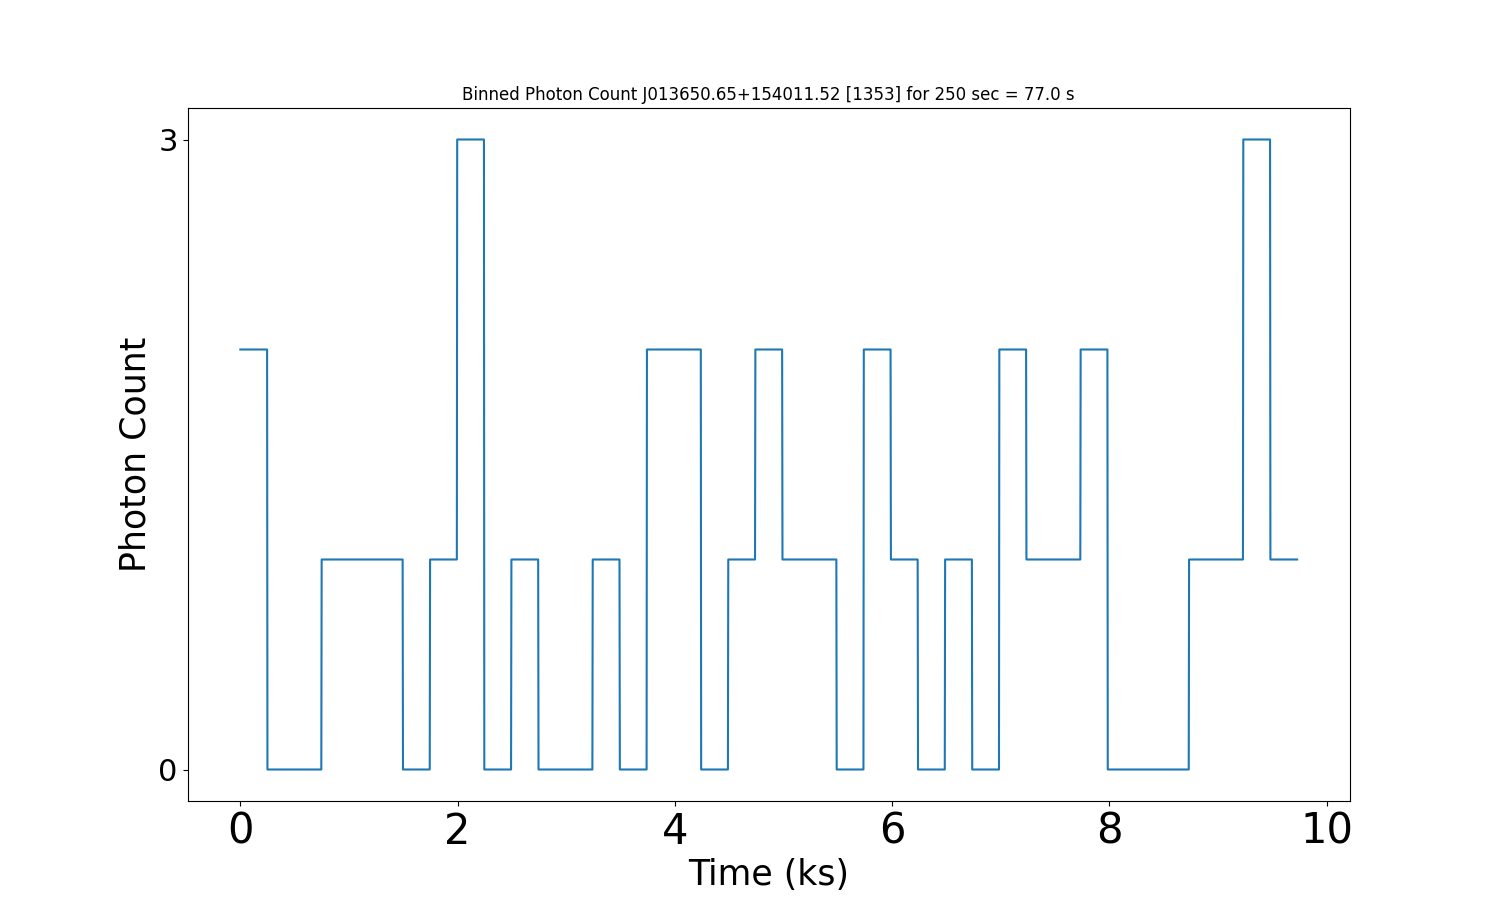 Binned Photon Count J013650.65+154011.52 [1353] for 250 sec = 77.0 s
3
Photon Count
0
0 2 4 6 8 10
Time (ks)